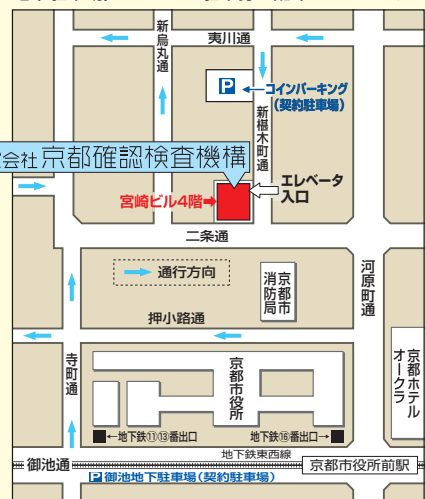 夷川通
新烏丸通
P
コインパーキング
(契約駐車場)
新椹木町通
会社 京都確認検査機構
宮崎ビル4階➡
エレベータ
入口
二条通
通行方向
京都市
消防局
河原町通
押小路通
寺町通
京都市役所
京都ホテル
オークラ
←地下鉄⑪⑬番出口
地下鉄⑯番出口→
地下鉄東西線
御池通
京都市役所前駅
P御池地下駐車場(契約駐車場)